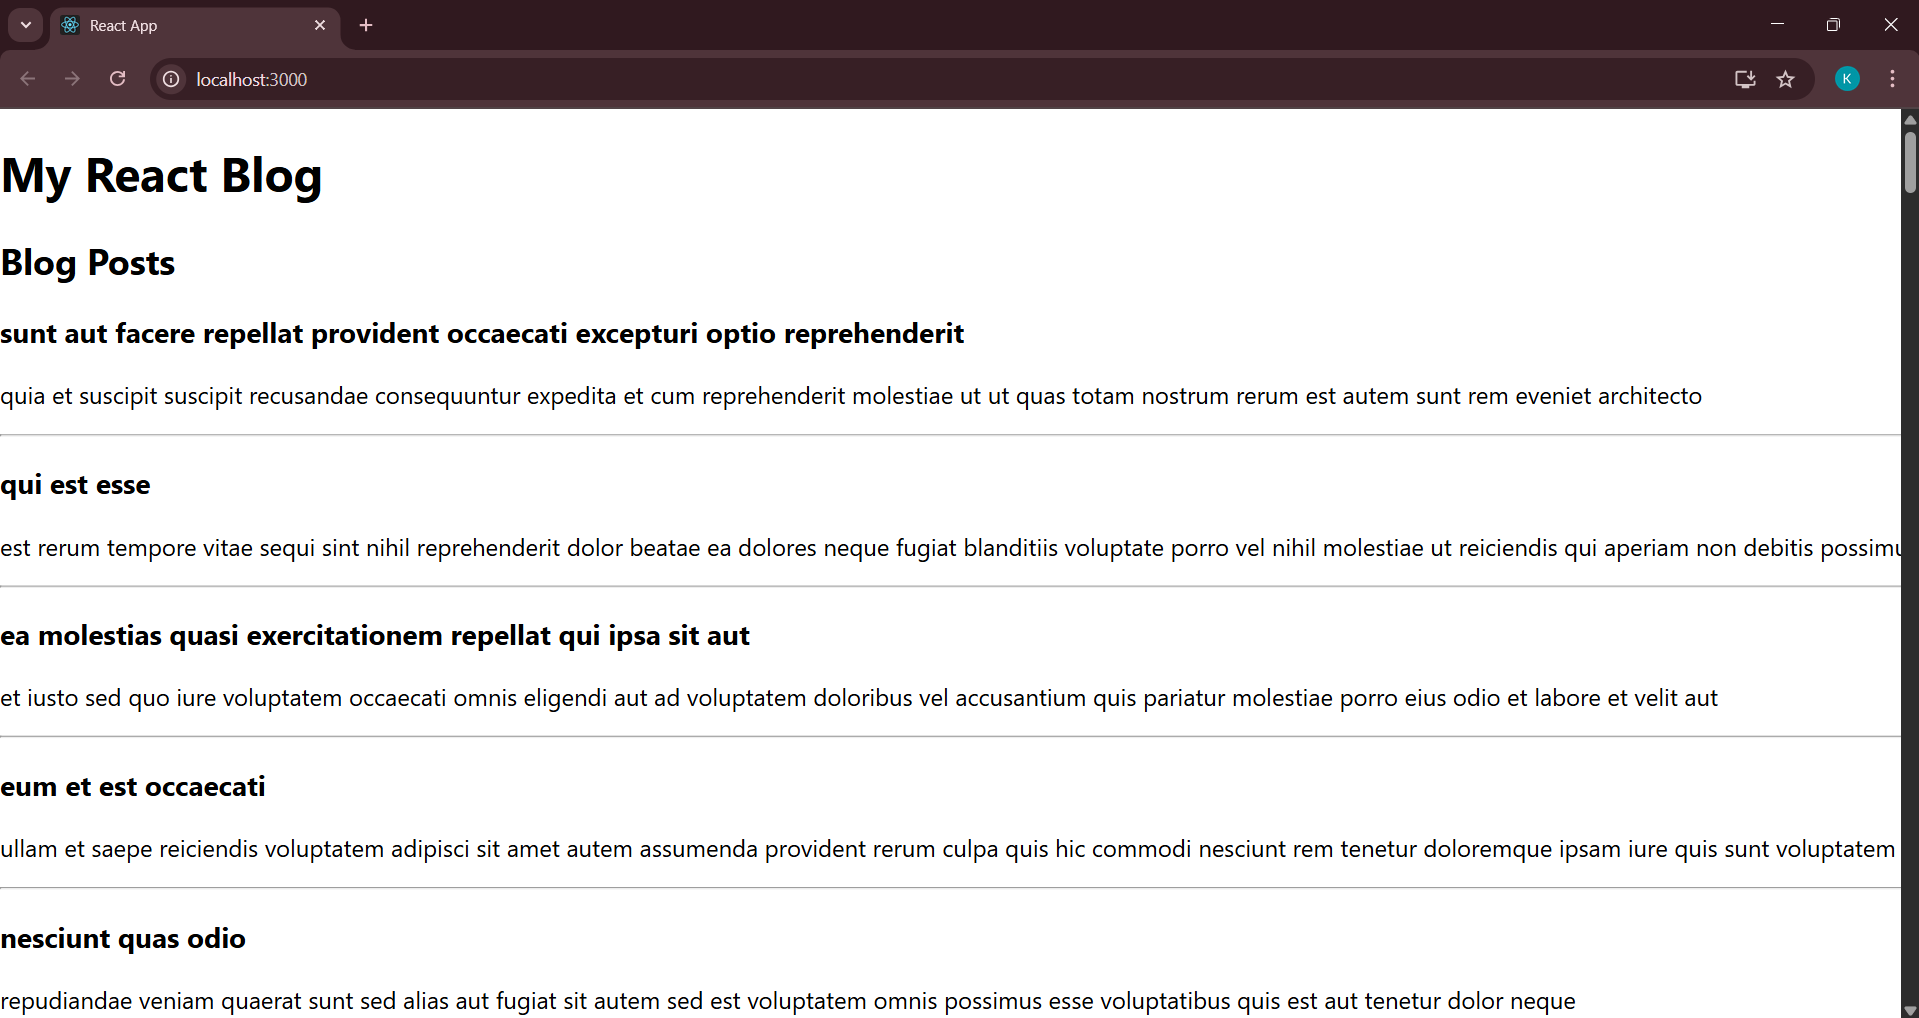 React App
localhost:3000
K
My React Blog
Blog Posts
sunt aut facere repellat provident occaecati excepturi optio reprehenderit
quia et suscipit suscipit recusandae consequuntur expedita et cum reprehenderit molestiae ut ut quas totam nostrum rerum est autem sunt rem eveniet architecto
qui est esse
est rerum tempore vitae sequi sint nihil reprehenderit dolor beatae ea dolores neque fugiat blanditiis voluptate porro vel nihil molestiae ut reiciendis qui aperiam non debitis
ea molestias quasi exercitationem repellat qui ipsa sit aut
et iusto sed quo iure voluptatem occaecati omnis eligendi aut ad voluptatem doloribus vel accusantium quis pariatur molestiae porro eius odio et labore et velit aut
eum et est occaecati
ullam et saepe reiciendis voluptatem adipisci sit amet autem assumenda provident rerum culpa quis hic commodi nesciunt rem tenetur doloremque ipsam iure quis sunt voluptatem
nesciunt quas odio
repudiandae veniam quaerat sunt sed alias aut fugiat sit autem sed est voluptatem omnis possimus esse voluptatibus quis est aut tenetur dolor neque